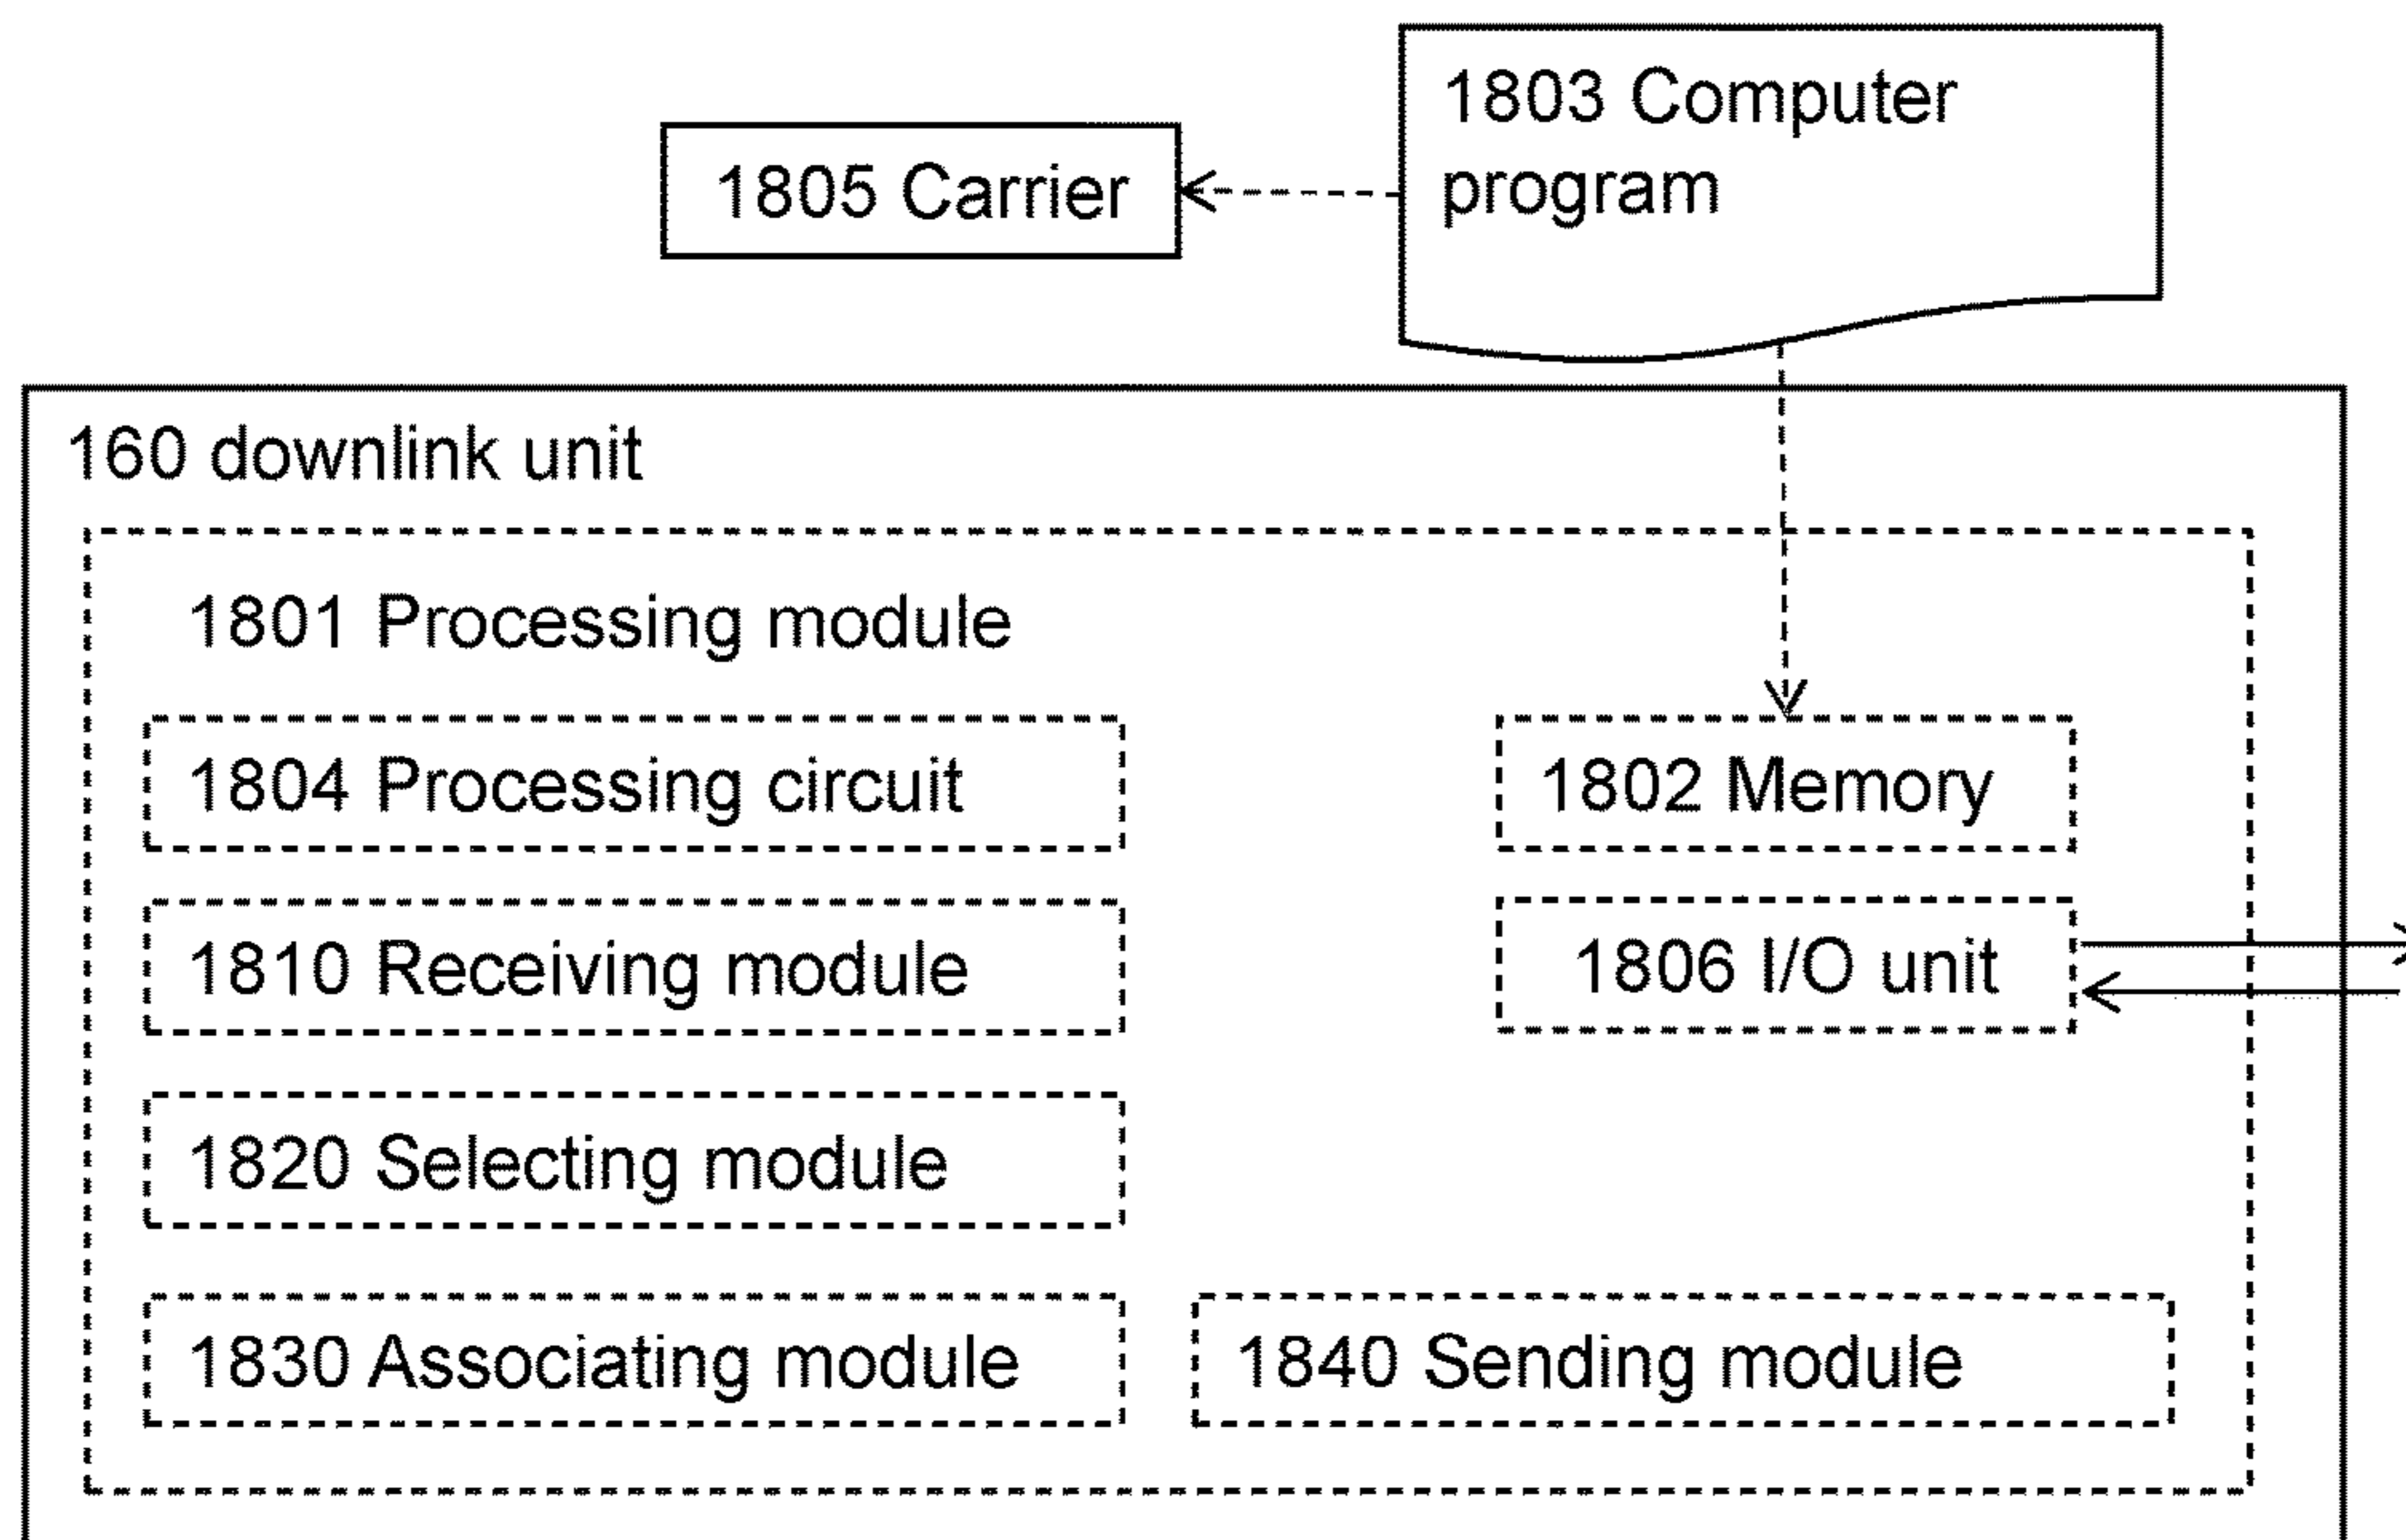 1803 Computer
program
1805 Carrier
160 downlink unit
1801 Processing module
1804 Processing circuit
1802 Memory
1810 Receiving module
1806 I/O unit
1820 Selecting module
1830 Associating module
1840 Sending module